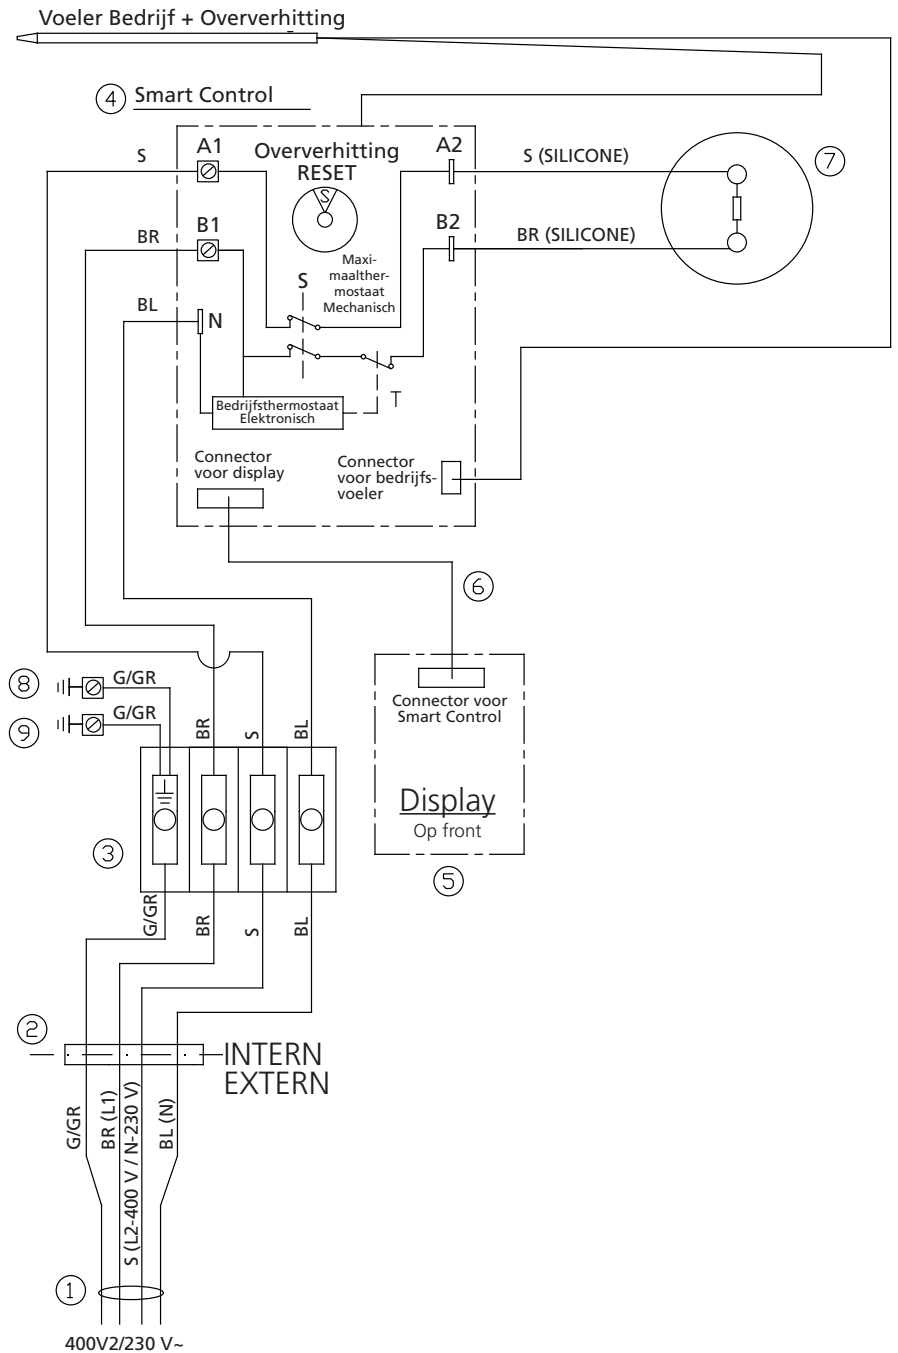 Voeler Bedrijf + Oververhitting
4 Smart Control
S
A1
Oververhitting
RESET
S
A2
S (SILICONE)
7
BR
B1
B2
BR (SILICONE)
Maxi-
maalther-
mostaat
Mechanisch
S
BL
N
T
Bedrijfsthermostaat
Elektronisch
Connector
voor display
Connector
voor bedrijfs-
voeler
6
8
G/GR
9
G/GR
BR
S
BL
Connector voor
Smart Control
Display
Op front
5
3
G/GR
BR
S
BL
2
INTERN
EXTERN
G/GR
BR (L1)
S (L2-400 V / N-230 V)
BL (N)
1
400V2/230 V~